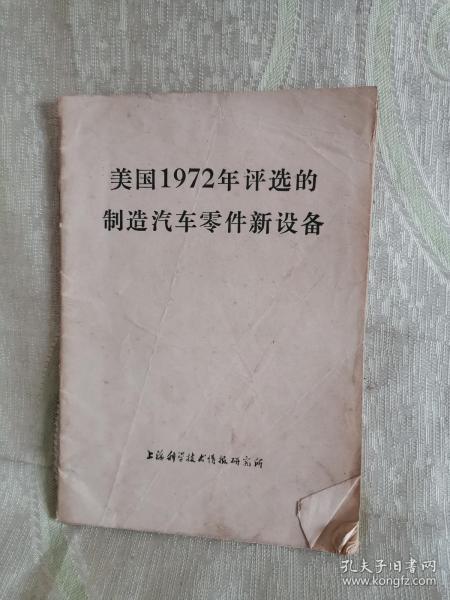 美国1972年评选的
制造汽车零件新设备
上海科学技术情报研究所
孔夫子旧书网
www.kongfz.com